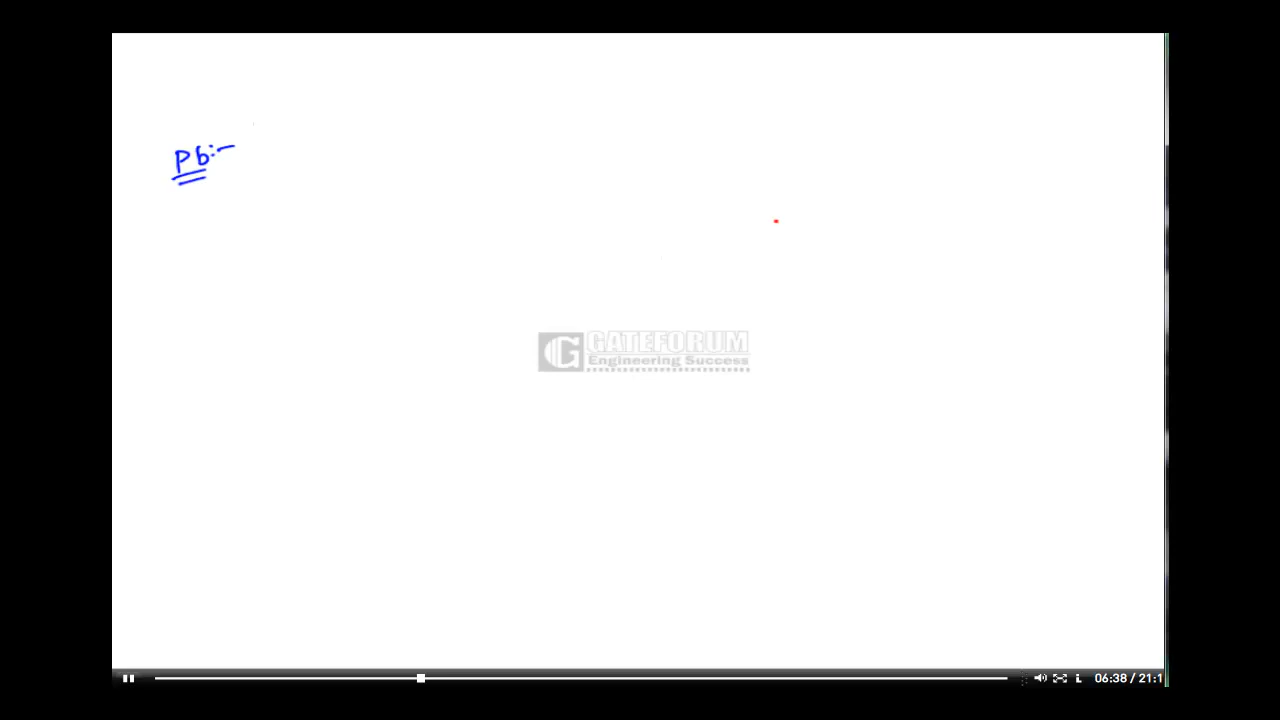 Pb:-
GATEFORUM
Engineering Success
06:38 / 21:1